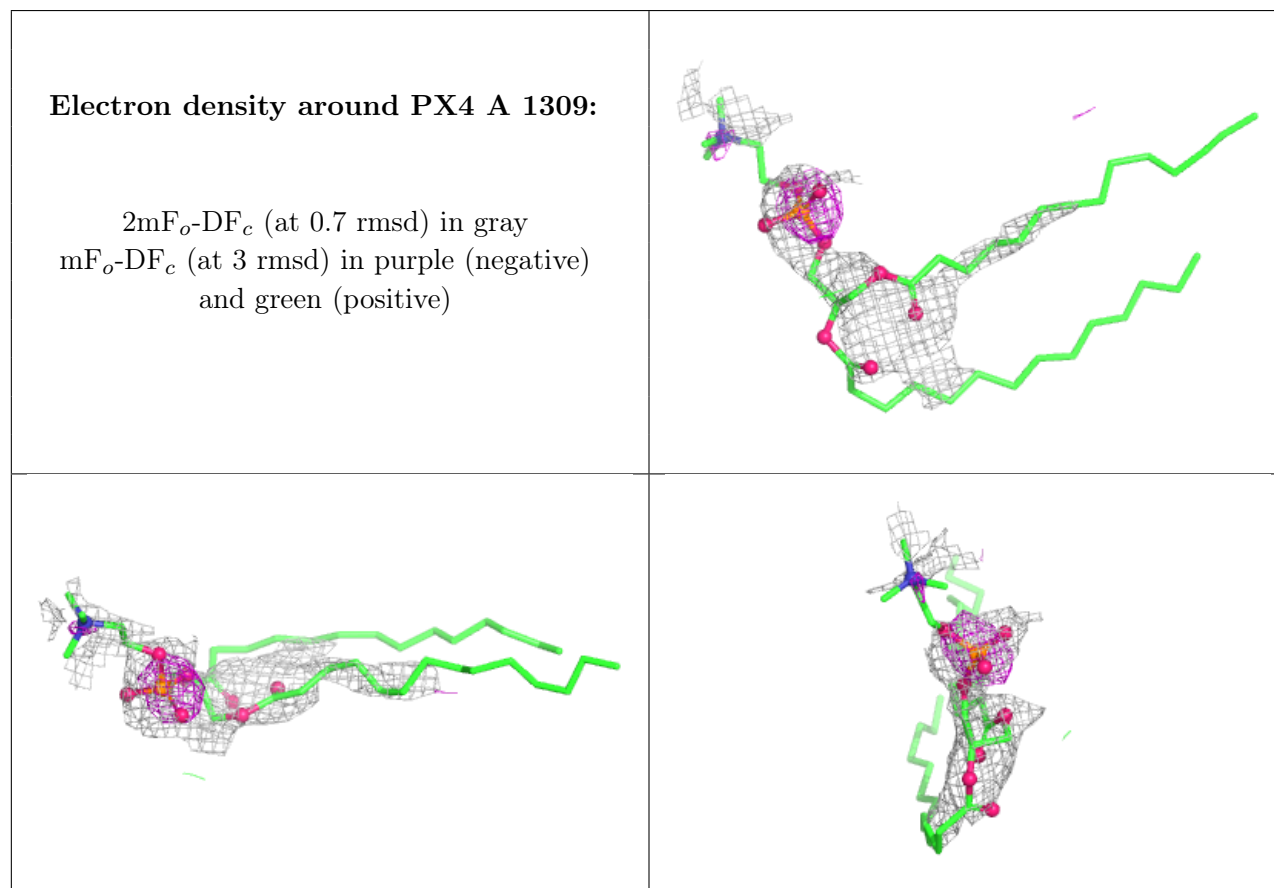 Electron density around PX4 A 1309:
2mFₒ-DF𝒸 (at 0.7 rmsd) in gray
mFₒ-DF𝒸 (at 3 rmsd) in purple (negative)
and green (positive)